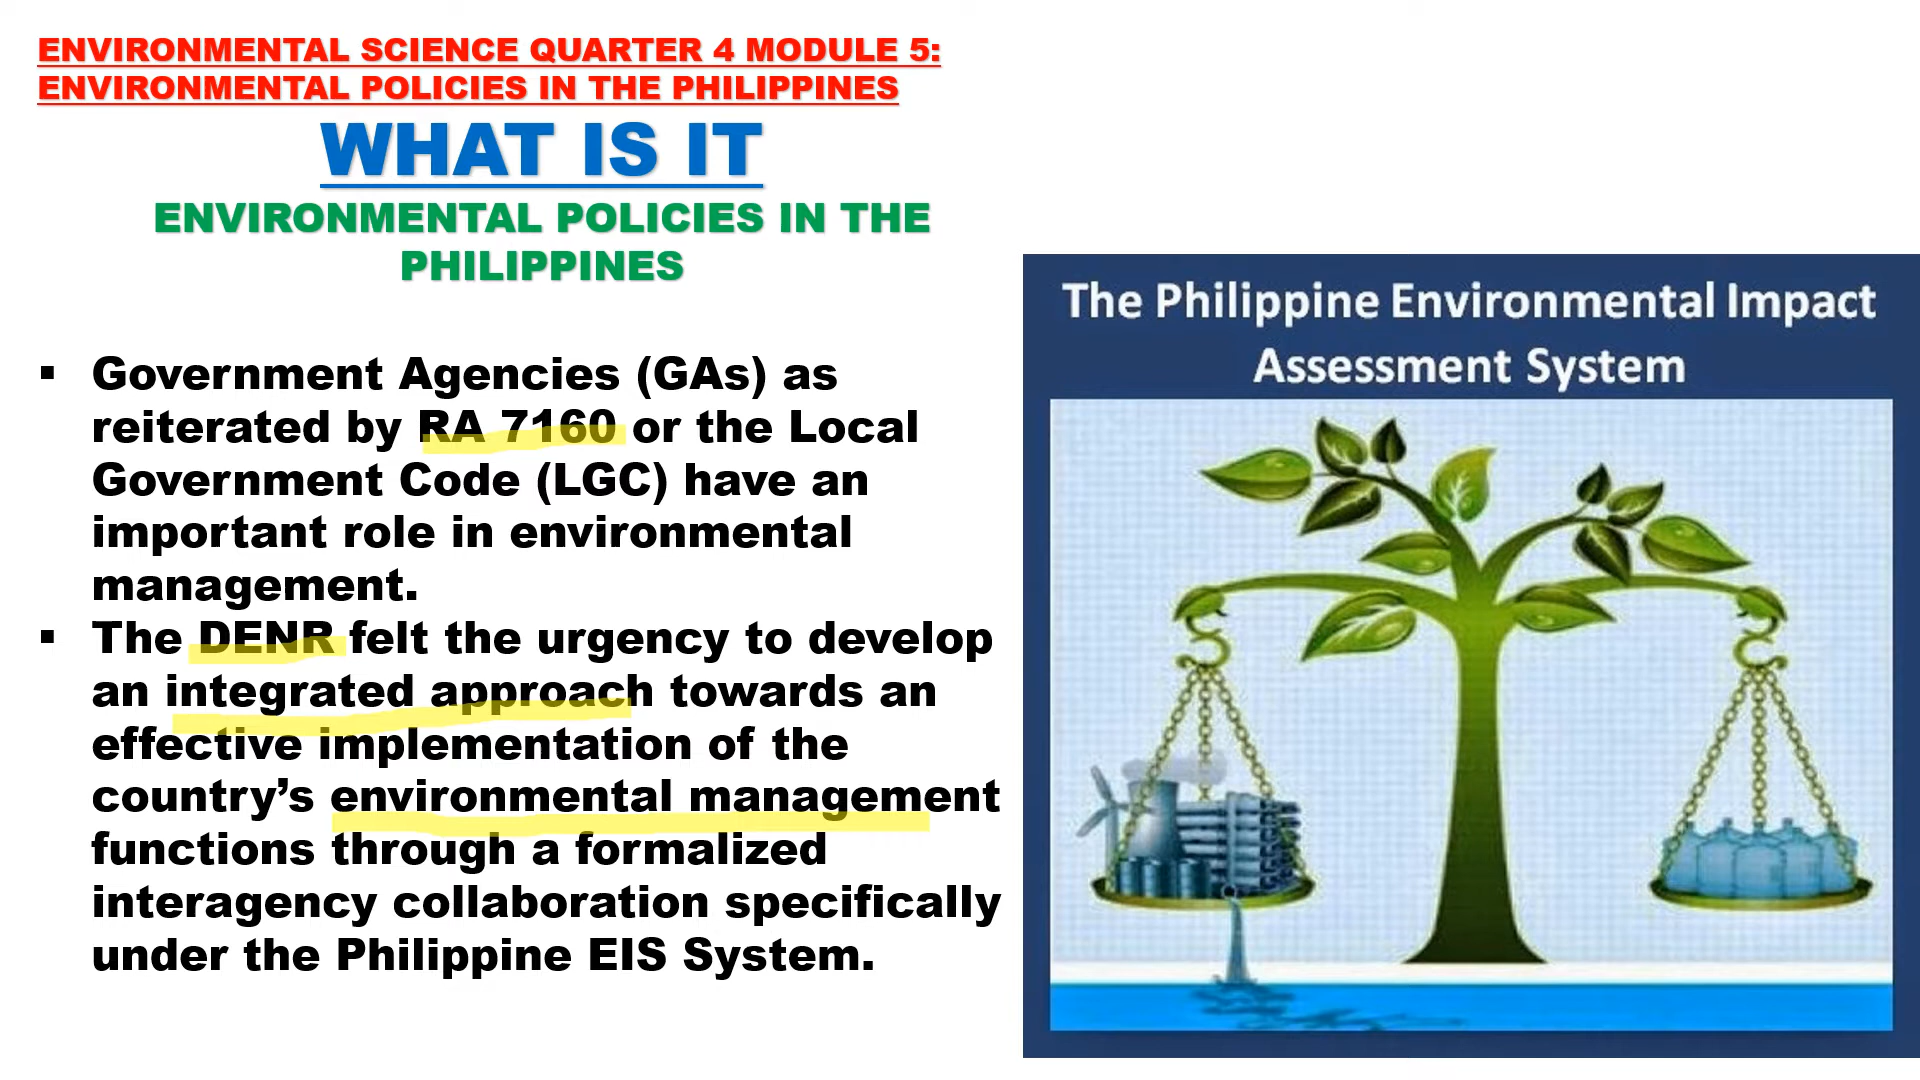 ENVIRONMENTAL SCIENCE QUARTER 4 MODULE 5:
ENVIRONMENTAL POLICIES IN THE PHILIPPINES
WHAT IS IT
ENVIRONMENTAL POLICIES IN THE
PHILIPPINES
▪ Government Agencies (GAs) as
reiterated by RA 7160 or the Local
Government Code (LGC) have an
important role in environmental
management.
▪ The DENR felt the urgency to develop
an integrated approach towards an
effective implementation of the
country’s environmental management
functions through a formalized
interagency collaboration specifically
under the Philippine EIS System.
The Philippine Environmental Impact
Assessment System